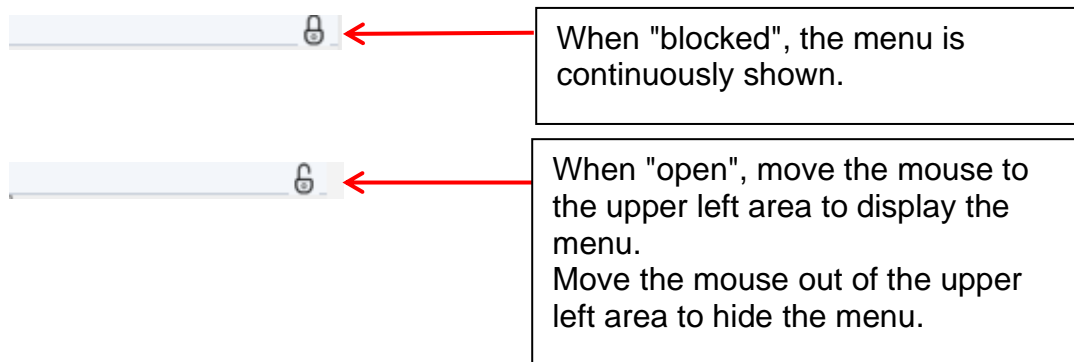 When "blocked", the menu is
continuously shown.
When "open", move the mouse to
the upper left area to display the
menu.
Move the mouse out of the upper
left area to hide the menu.